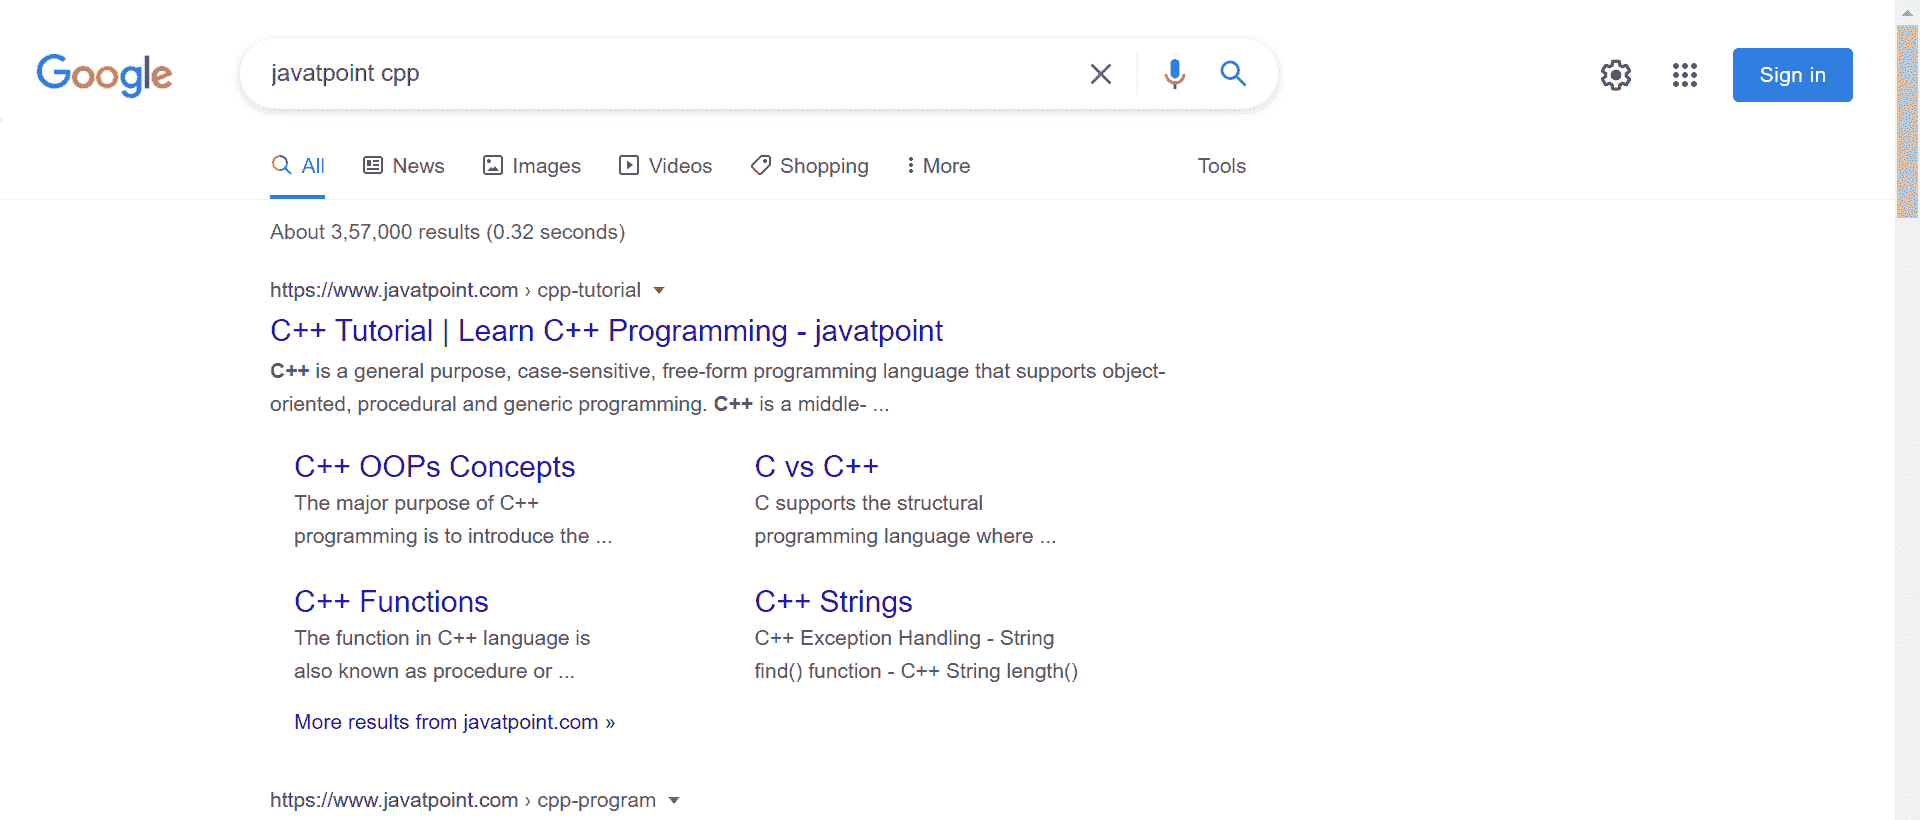 Google
javatpoint cpp
Sign in
All News Images Videos Shopping More Tools
About 3,57,000 results (0.32 seconds)
https://www.javatpoint.com › cpp-tutorial
C++ Tutorial | Learn C++ Programming - javatpoint
C++ is a general purpose, case-sensitive, free-form programming language that supports object-
oriented, procedural and generic programming. C++ is a middle- ...
C++ OOPs Concepts
The major purpose of C++
programming is to introduce the ...
C vs C++
C supports the structural
programming language where ...
C++ Functions
The function in C++ language is
also known as procedure or ...
C++ Strings
C++ Exception Handling - String
find() function - C++ String length()
More results from javatpoint.com »
https://www.javatpoint.com › cpp-program